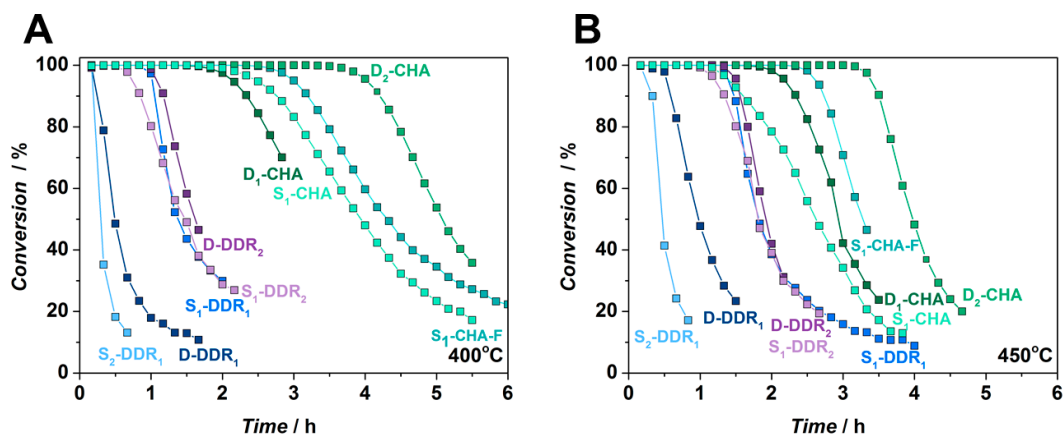 A
B
100
80
60
40
20
0
Conversion / %
D₂-CHA
D₁-CHA
S₁-CHA
D-DDR₂
S₁-DDR₂
S₁-DDR₁
S₂-DDR₁
D-DDR₁
S₁-CHA-F
400°C
0 1 2 3 4 5 6
Time / h
100
80
60
40
20
0
Conversion / %
S₁-CHA-F
D₁-CHA
D₂-CHA
S₁-CHA
D-DDR₁
D-DDR₂
S₂-DDR₁
S₁-DDR₂
S₁-DDR₁
450°C
0 1 2 3 4 5 6
Time / h